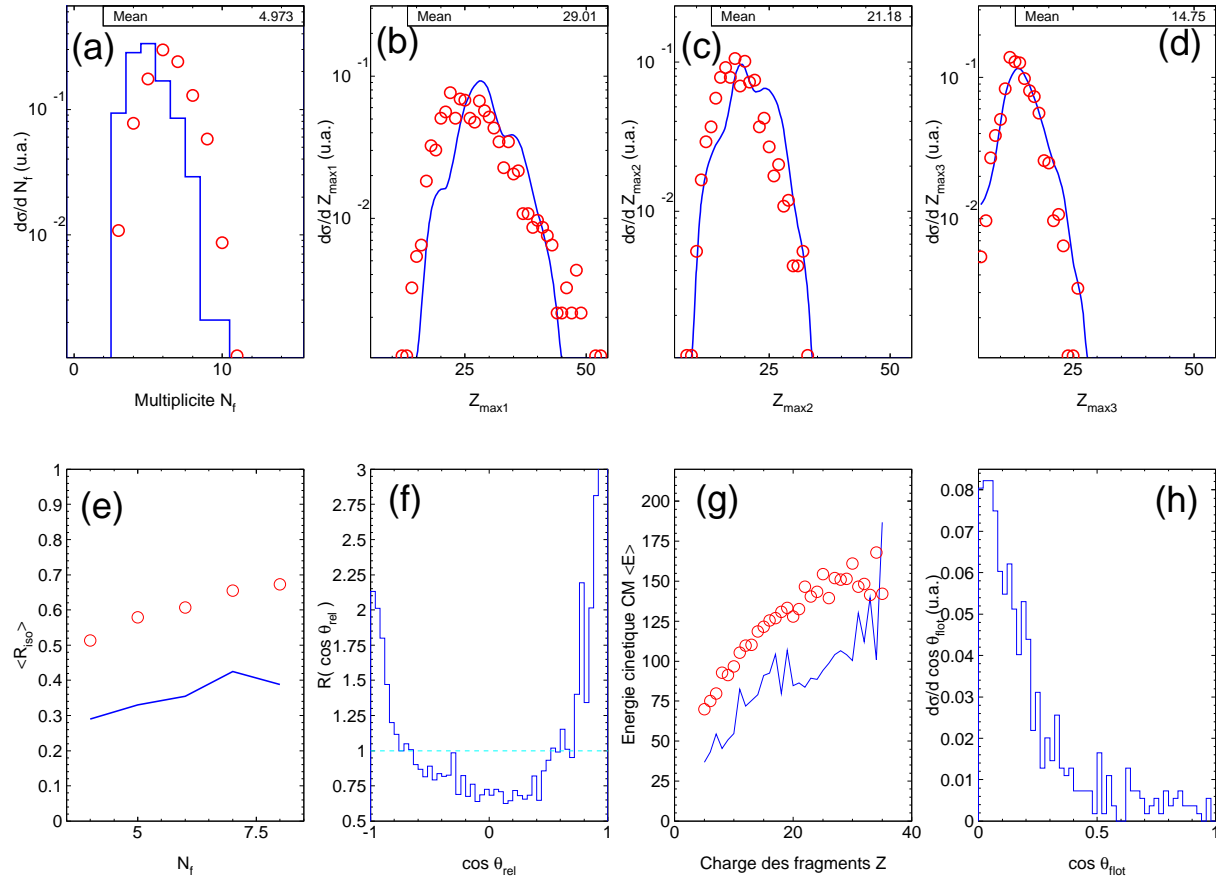 Mean 4.973
(a)
dσ/d N_f (u.a.)
10^-1
10^-2
0 10
Multiplicite N_f
Mean 29.01
(b)
dσ/d Z_max1 (u.a.)
10^-1
10^-2
25 50
Z_max1
Mean 21.18
(c)
dσ/d Z_max2 (u.a.)
10^-1
10^-2
25 50
Z_max2
Mean 14.75
(d)
dσ/d Z_max3 (u.a.)
10^-1
10^-2
25 50
Z_max3
(e)
<R_iso>
1
0.9
0.8
0.7
0.6
0.5
0.4
0.3
0.2
0.1
0
5 7.5
N_f
(f)
R( cos θ_rel )
3
2.75
2.5
2.25
2
1.75
1.5
1.25
1
0.75
0.5
-1 0 1
cos θ_rel
(g)
Energie cinetique CM <E>
200
175
150
125
100
75
50
25
0
0 20 40
Charge des fragments Z
(h)
dσ/d cos θ_flot (u.a.)
0.08
0.07
0.06
0.05
0.04
0.03
0.02
0.01
0
0 0.5 1
cos θ_flot